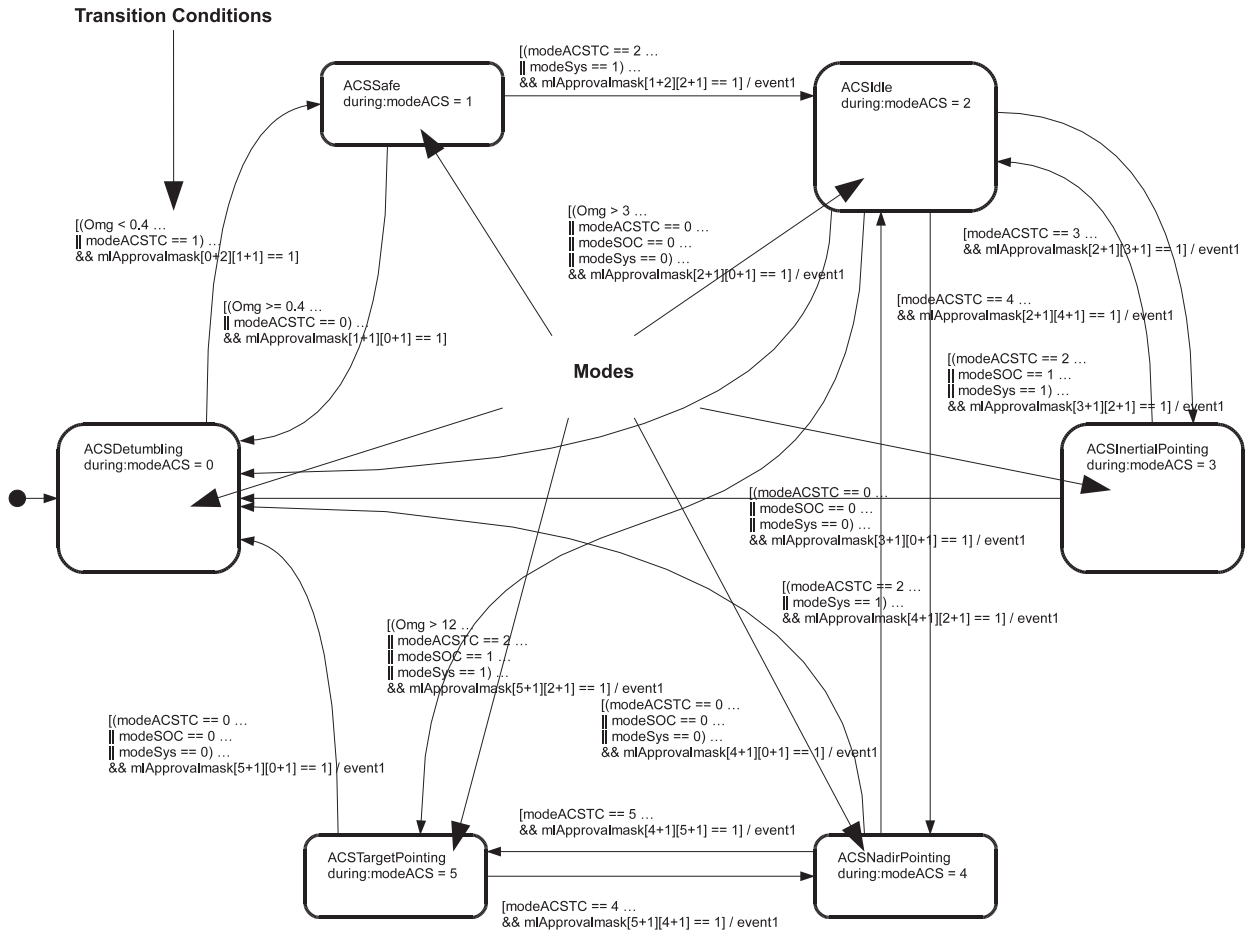 Transition Conditions
[(modeACSTC == 2 …
|| modeSys == 1) …
&& mlApprovalmask[1+2][2+1] == 1] / event1
ACSSafe
during:modeACS = 1
ACSIdle
during:modeACS = 2
[(Omg < 0.4 …
|| modeACSTC == 1) …
&& mlApprovalmask[0+2][1+1] == 1]
[(Omg > 3 …
|| modeACSTC == 0 …
|| modeSOC == 0 …
|| modeSys == 0) …
&& mlApprovalmask[2+1][0+1] == 1] / event1
[modeACSTC == 3 …
&& mlApprovalmask[2+1][3+1] == 1] / event1
[(Omg >= 0.4 …
|| modeACSTC == 0) …
&& mlApprovalmask[1+1][0+1] == 1]
[modeACSTC == 4 …
&& mlApprovalmask[2+1][4+1] == 1] / event1
Modes
[(modeACSTC == 2 …
|| modeSOC == 1 …
|| modeSys == 1) …
&& mlApprovalmask[3+1][2+1] == 1] / event1
ACSDetumbling
during:modeACS = 0
ACSInertialPointing
during:modeACS = 3
[(modeACSTC == 0 …
|| modeSOC == 0 …
|| modeSys == 0) …
&& mlApprovalmask[3+1][0+1] == 1] / event1
[(modeACSTC == 2 …
|| modeSys == 1) …
&& mlApprovalmask[4+1][2+1] == 1] / event1
[(Omg > 12 …
|| modeACSTC == 2 …
|| modeSOC == 1 …
|| modeSys == 1) …
&& mlApprovalmask[5+1][2+1] == 1] / event1
[(modeACSTC == 0 …
|| modeSOC == 0 …
|| modeSys == 0) …
&& mlApprovalmask[4+1][0+1] == 1] / event1
[(modeACSTC == 0 …
|| modeSOC == 0 …
|| modeSys == 0) …
&& mlApprovalmask[5+1][0+1] == 1] / event1
[modeACSTC == 5 …
&& mlApprovalmask[4+1][5+1] == 1] / event1
ACSTargetPointing
during:modeACS = 5
ACSNadirPointing
during:modeACS = 4
[modeACSTC == 4 …
&& mlApprovalmask[5+1][4+1] == 1] / event1